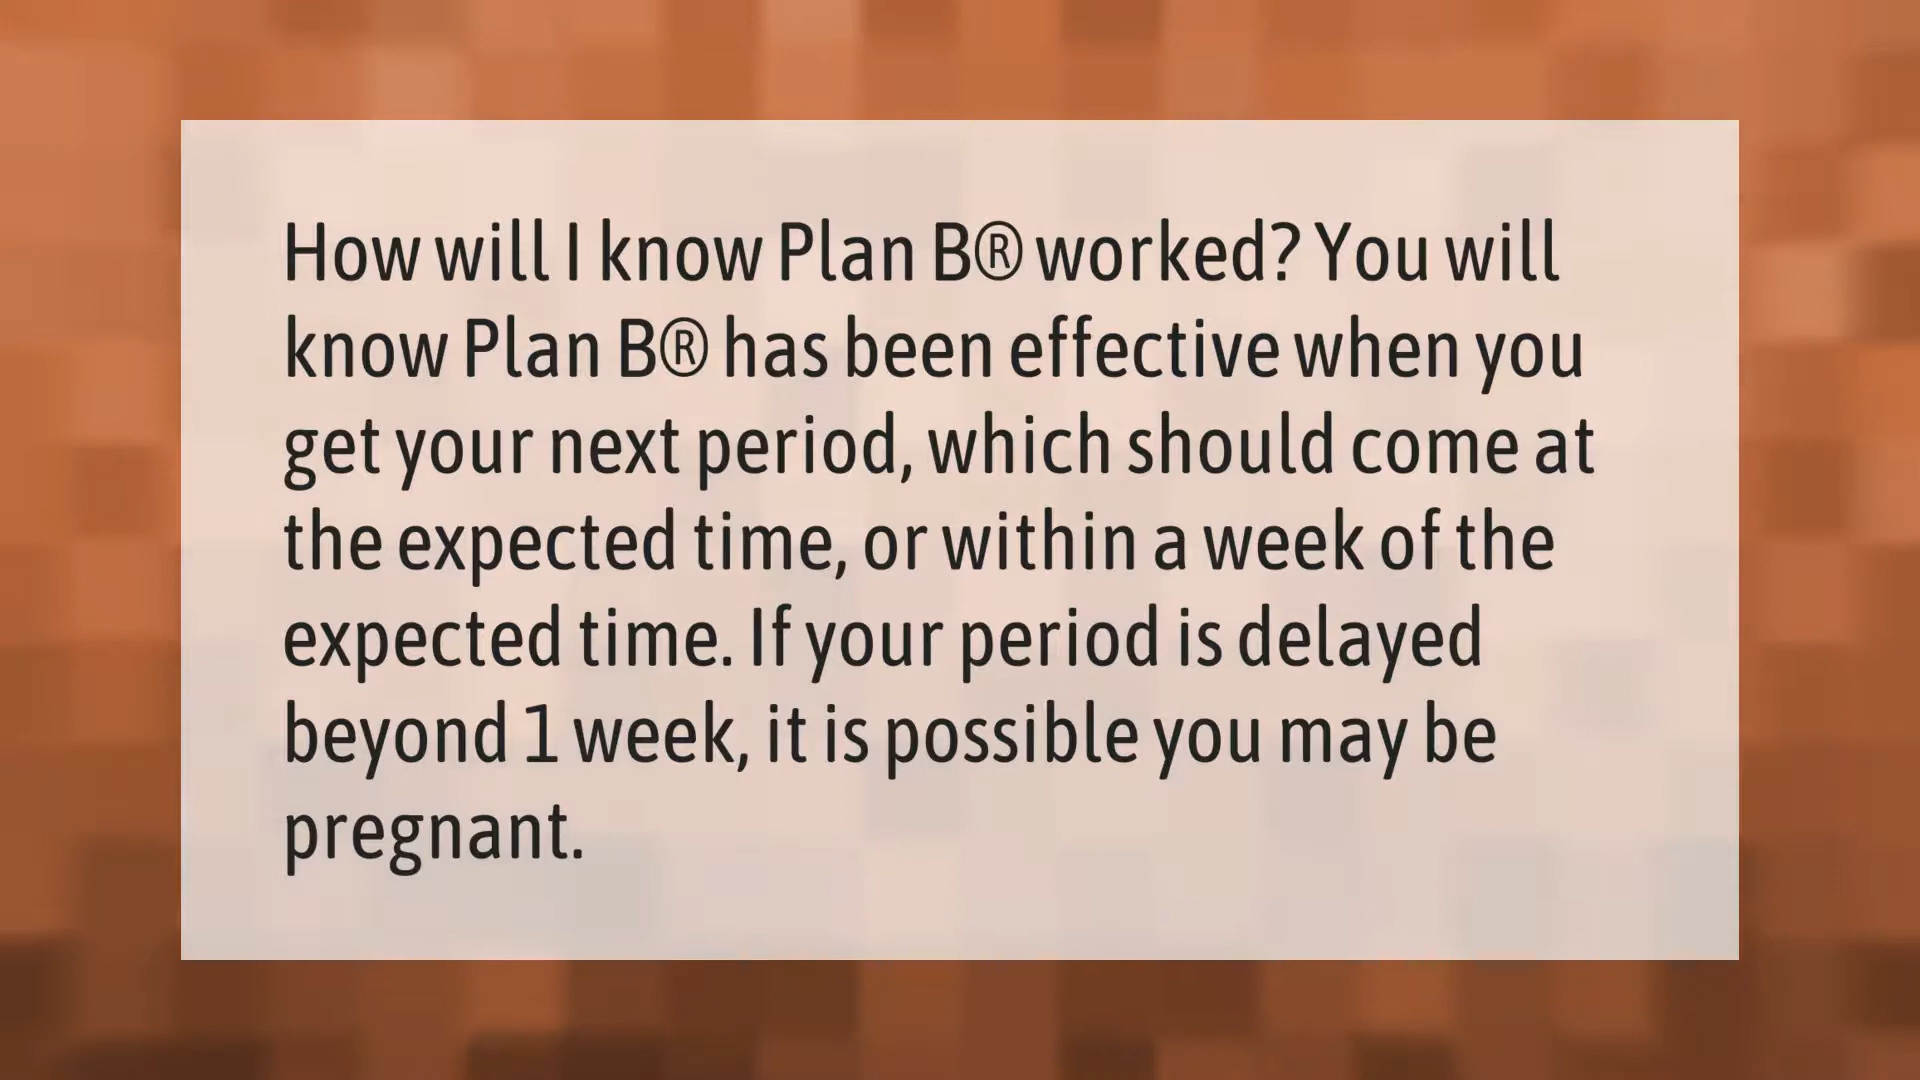 How will I know Plan B® worked? You will
know Plan B® has been effective when you
get your next period, which should come at
the expected time, or within a week of the
expected time. If your period is delayed
beyond 1 week, it is possible you may be
pregnant.